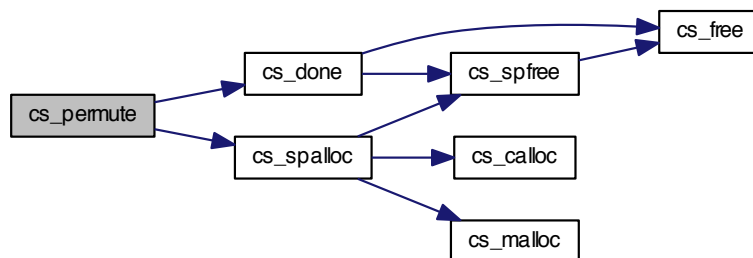 cs_free
cs_done
cs_spfree
cs_permute
cs_spalloc
cs_calloc
cs_malloc